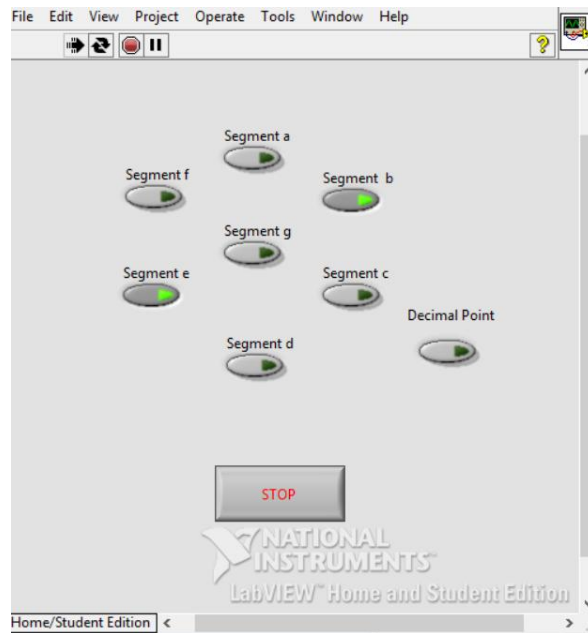 File Edit View Project Operate Tools Window Help
Segment a
Segment f
Segment b
Segment g
Segment e
Segment c
Decimal Point
Segment d
STOP
NATIONAL
INSTRUMENTS
LabVIEW™ Home and Student Edition
Home/Student Edition